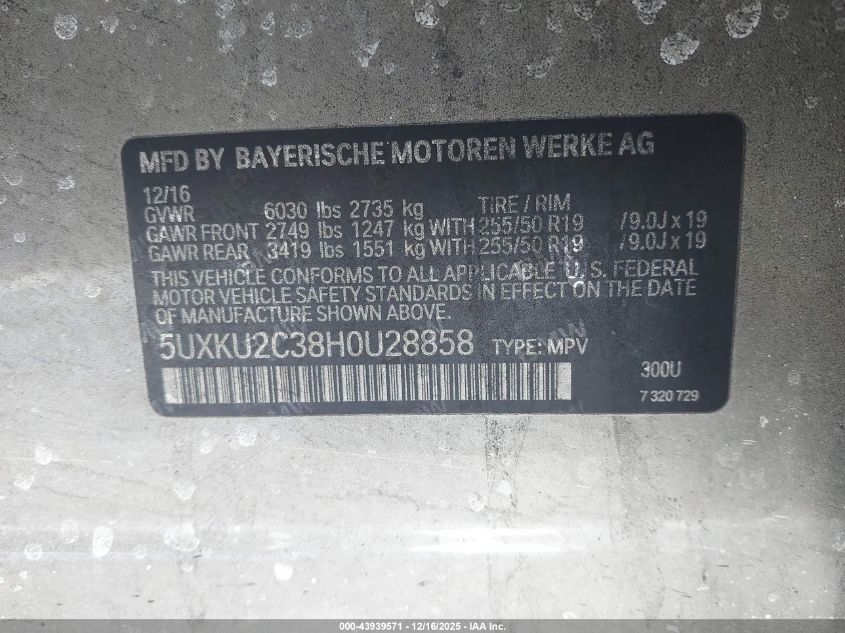 MFD BY BAYERISCHE MOTOREN WERKE AG
12/16 TIRE / RIM
GVWR 6030 lbs 2735 kg
GAWR FRONT 2749 lbs 1247 kg WITH 255/50 R19 /9.0J x 19
GAWR REAR 3419 lbs 1551 kg WITH 255/50 R19 /9.0J x 19
THIS VEHICLE CONFORMS TO ALL APPLICABLE U.S. FEDERAL
MOTOR VEHICLE SAFETY STANDARDS IN EFFECT ON THE DATE
OF MANUFACTURE SHOWN ABOVE.
5UXKU2C38H0U28858 TYPE: MPV 300U
7 320 729
000-43939571 - 12/16/2025 - IAA Inc.